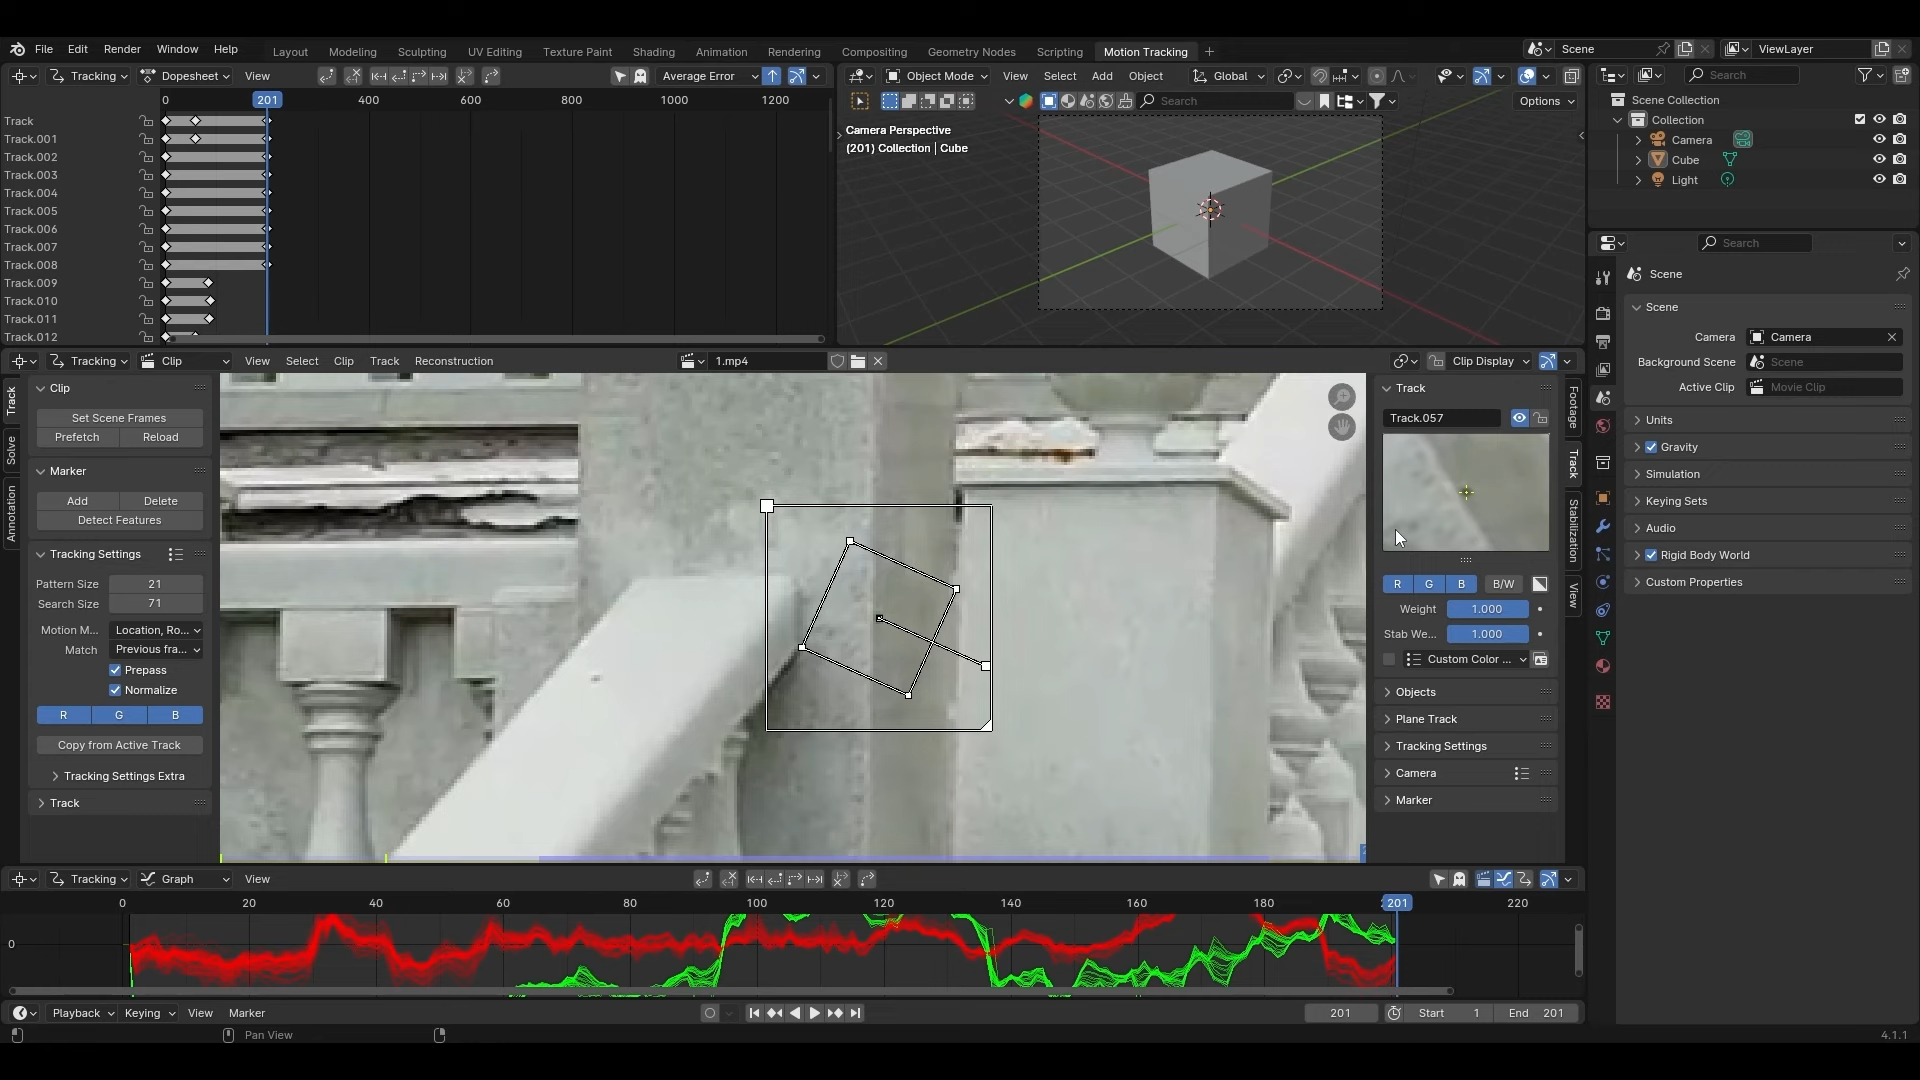 File Edit Render Window Help Layout Modeling Sculpting UV Editing Texture Paint Shading Animation Rendering Compositing Geometry Nodes Scripting Motion Tracking + Scene ViewLayer
Tracking Dopesheet View Average Error
0 201 400 600 800 1000 1200
Track
Track.001
Track.002
Track.003
Track.004
Track.005
Track.006
Track.007
Track.008
Track.009
Track.010
Track.011
Track.012
Object Mode View Select Add Object Global
Search Options
Camera Perspective
(201) Collection | Cube
Search
Scene Collection
Collection
Camera
Cube
Light
Search
Scene
Scene
Camera Camera
Background Scene Scene
Active Clip Movie Clip
Units
Gravity
Simulation
Keying Sets
Audio
Rigid Body World
Custom Properties
Tracking Clip View Select Clip Track Reconstruction 1.mp4 Clip Display
Track
Solve
Annotation
Clip
Set Scene Frames
Prefetch Reload
Marker
Add Delete
Detect Features
Tracking Settings
Pattern Size 21
Search Size 71
Motion M... Location, Ro...
Match Previous fra...
Prepass
Normalize
R G B
Copy from Active Track
Tracking Settings Extra
Track
Track
Track.057
R G B B/W
Weight 1.000
Stab We... 1.000
Custom Color ...
Objects
Plane Track
Tracking Settings
Camera
Marker
Footage
Track
Stabilization
View
Tracking Graph View
0 20 40 60 80 100 120 140 160 180 201 220
0
Playback Keying View Marker 201 Start 1 End 201
Pan View 4.1.1